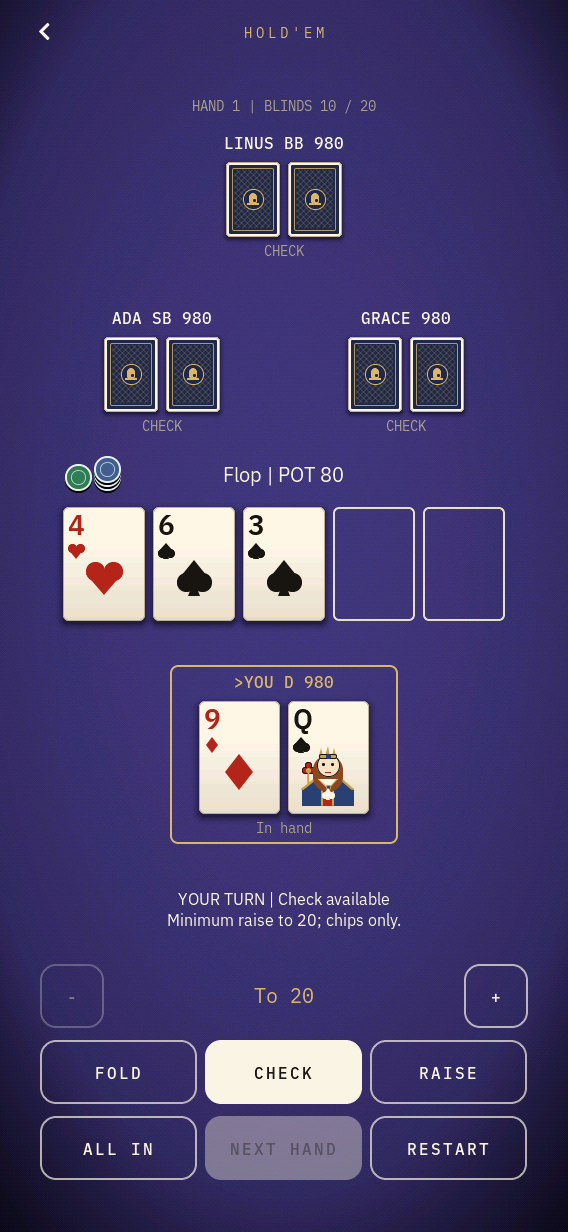 HOLD'EM
HAND 1 | BLINDS 10 / 20
LINUS BB 980
CHECK
ADA SB 980
GRACE 980
CHECK
CHECK
Flop | POT 80
4
6
3
>YOU D 980
9
Q
In hand
YOUR TURN | Check available
Minimum raise to 20; chips only.
-
To 20
+
FOLD
CHECK
RAISE
ALL IN
NEXT HAND
RESTART